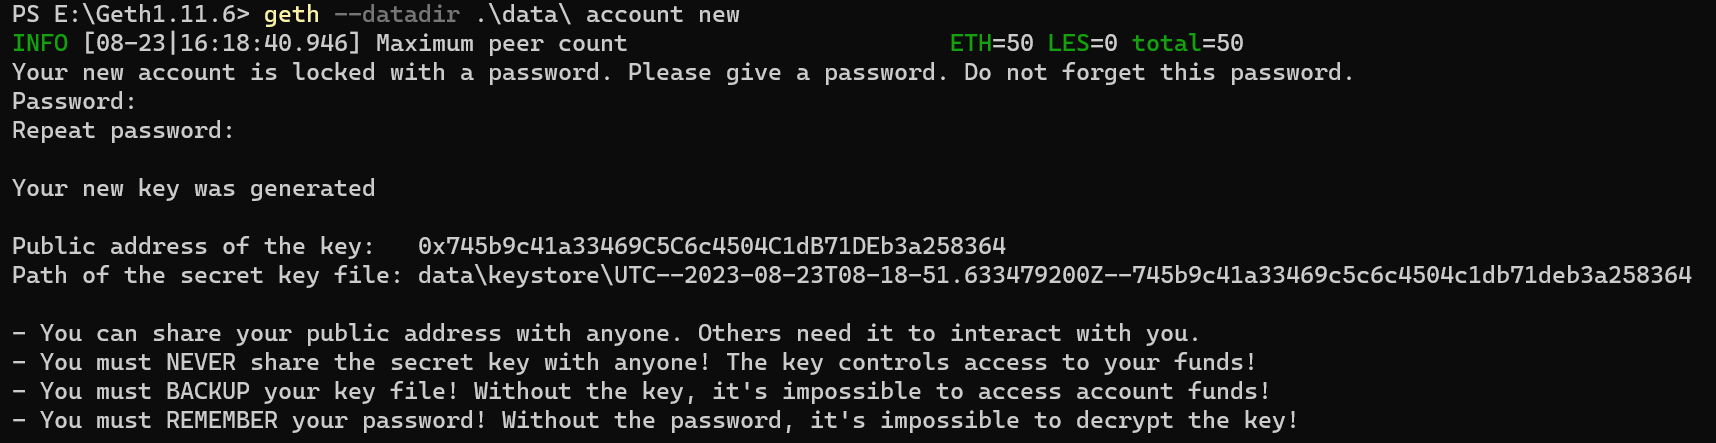 PS E:\Geth1.11.6> geth --datadir .\data\ account new
INFO [08-23|16:18:40.946] Maximum peer count                       ETH=50 LES=0 total=50
Your new account is locked with a password. Please give a password. Do not forget this password.
Password:
Repeat password:
Your new key was generated
Public address of the key:   0x745b9c41a33469C5C6c4504C1dB71DEb3a258364
Path of the secret key file: data\keystore\UTC--2023-08-23T08-18-51.633479200Z--745b9c41a33469c5c6c4504c1db71deb3a258364
- You can share your public address with anyone. Others need it to interact with you.
- You must NEVER share the secret key with anyone! The key controls access to your funds!
- You must BACKUP your key file! Without the key, it's impossible to access account funds!
- You must REMEMBER your password! Without the password, it's impossible to decrypt the key!